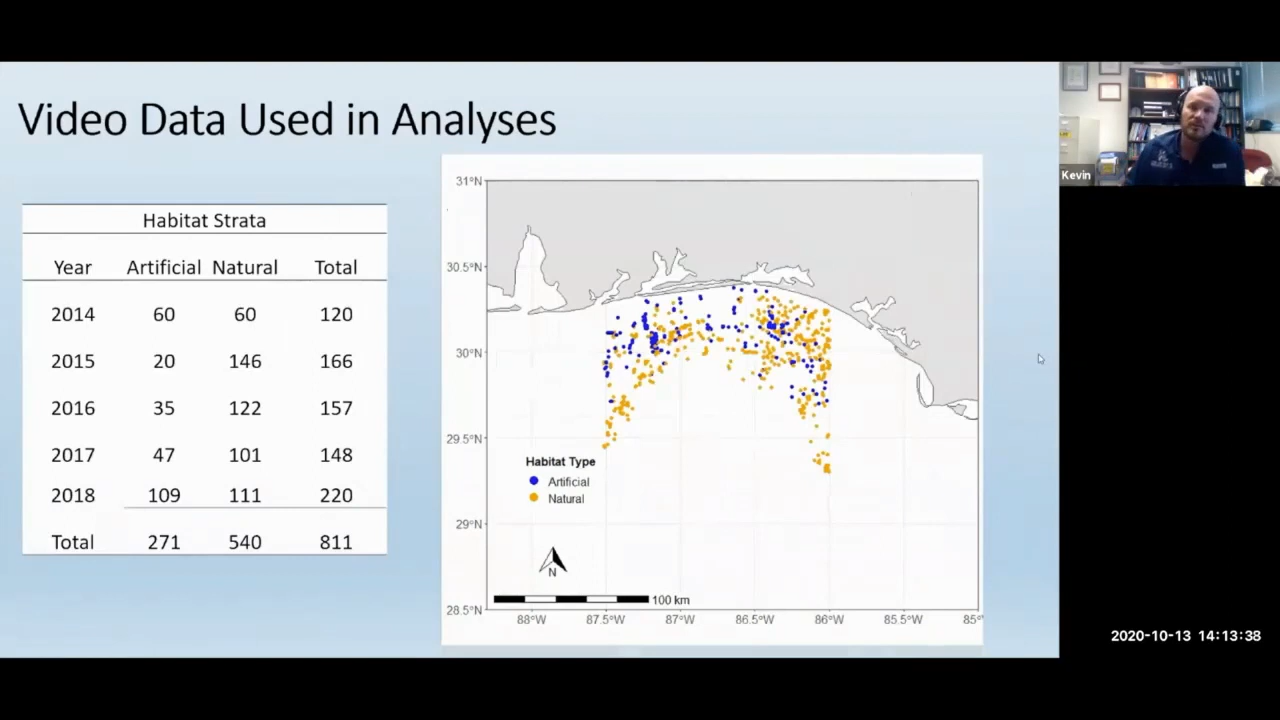 Video Data Used in Analyses
Habitat Strata
Year Artificial Natural Total
2014 60 60 120
2015 20 146 166
2016 35 122 157
2017 47 101 148
2018 109 111 220
Total 271 540 811
31°N
30.5°N
30°N
29.5°N
29°N
28.5°N
Habitat Type
Artificial
Natural
N
100 km
88°W 87.5°W 87°W 86.5°W 86°W 85.5°W 85°
Kevin
2020-10-13 14:13:38